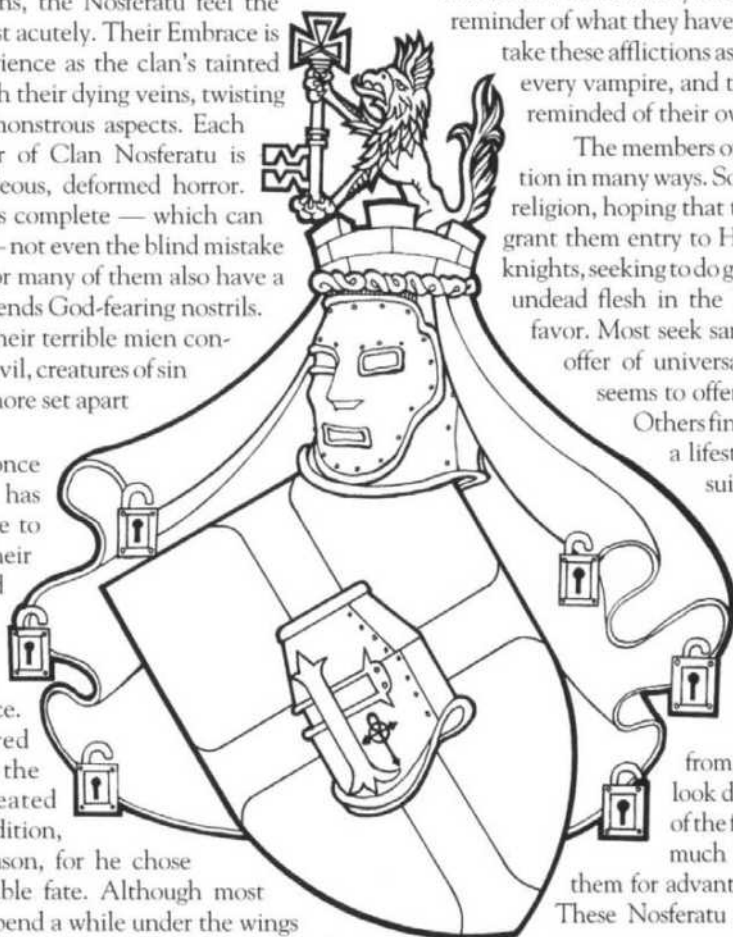 ns, the Nosferatu feel the
st acutely. Their Embrace is
rience as the clan's tainted
h their dying veins, twisting
monstrous aspects. Each
r of Clan Nosferatu is
eous, deformed horror.
s complete — which can
– not even the blind mistake
or many of them also have a
ends God-fearing nostrils.
heir terrible mien con-
vil, creatures of sin
more set apart
once
has
e to
heir
ce.
ed
the
eated
dition,
ason, for he chose
ble fate. Although most
pend a while under the wings
reminder of what they have
take these afflictions as
every vampire, and t
reminded of their ow
The members o
tion in many ways. So
religion, hoping that t
grant them entry to H
knights, seeking to do g
undead flesh in the
favor. Most seek san
offer of universa
seems to offer
Others fin
a lifest
sui
from
look d
of the f
much
them for advant
These Nosferatu